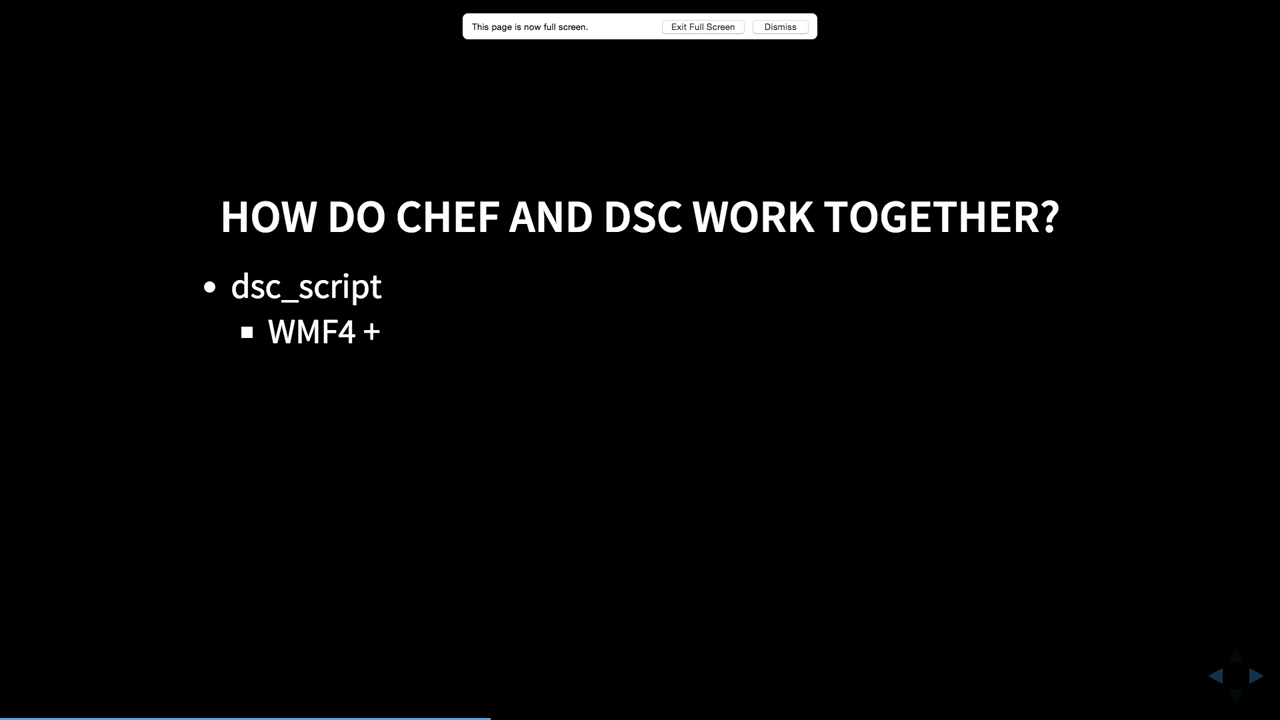 This page is now full screen. Exit Full Screen Dismiss
HOW DO CHEF AND DSC WORK TOGETHER?
dsc_script
WMF4 +